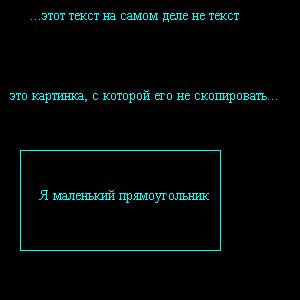 ...этот текст на самом деле не текст
это картинка, с которой его не скопировать...
Я маленький прямоугольник